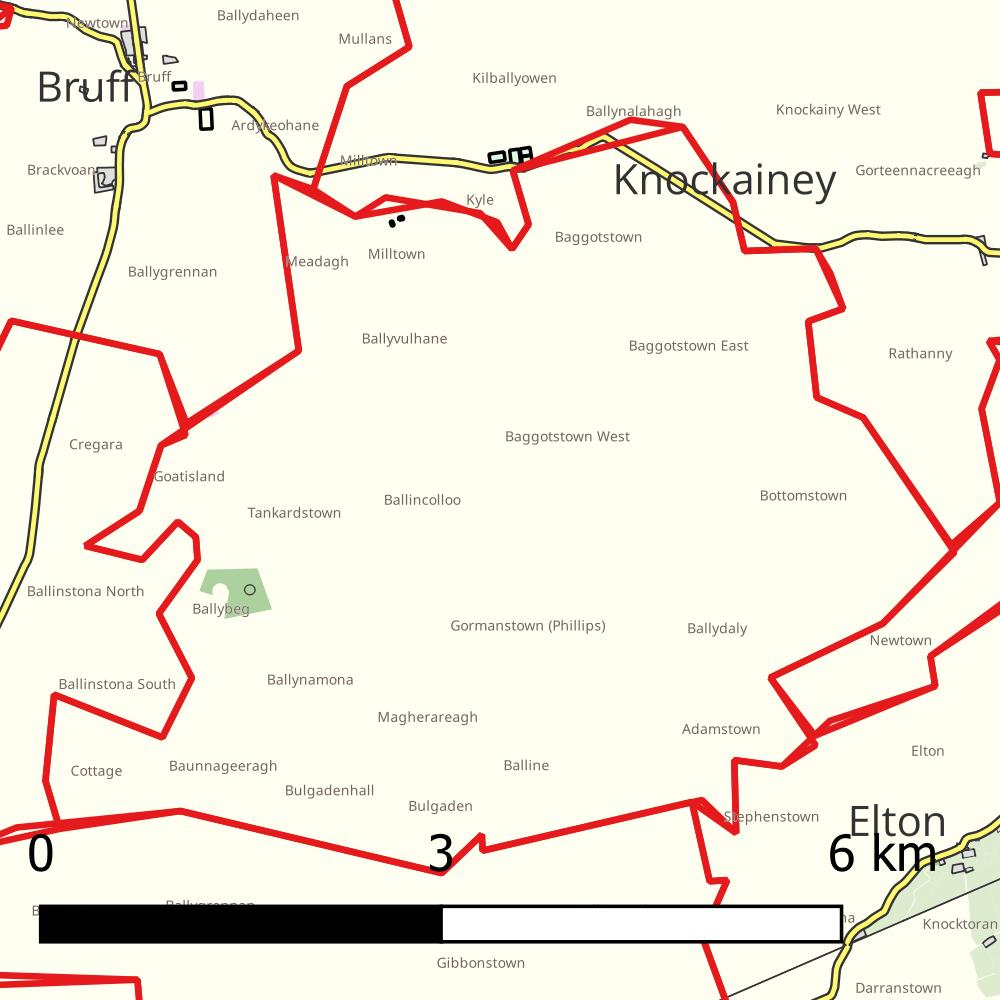 Ballydaheen
Newtown
Mullans
Bruff
Bruff
Kilballyowen
Ballynalahagh
Knockainy West
Ardykeohane
Milltown
Brackvoan
Knockainey
Gorteennacreeagh
Kyle
Ballinlee
Baggotstown
Milltown
Meadagh
Ballygrennan
Ballyvulhane
Baggotstown East
Rathanny
Baggotstown West
Cregara
Goatisland
Bottomstown
Ballincolloo
Tankardstown
Ballinstona North
Ballybeg
Gormanstown (Phillips)
Ballydaly
Newtown
Ballinstona South
Ballynamona
Magherareagh
Adamstown
Elton
Cottage
Baunnageeragh
Balline
Bulgadenhall
Bulgaden
Stephenstown
Elton
0 3 6 km
Ballygrennan
Knocktoran
Gibbonstown
Darranstown